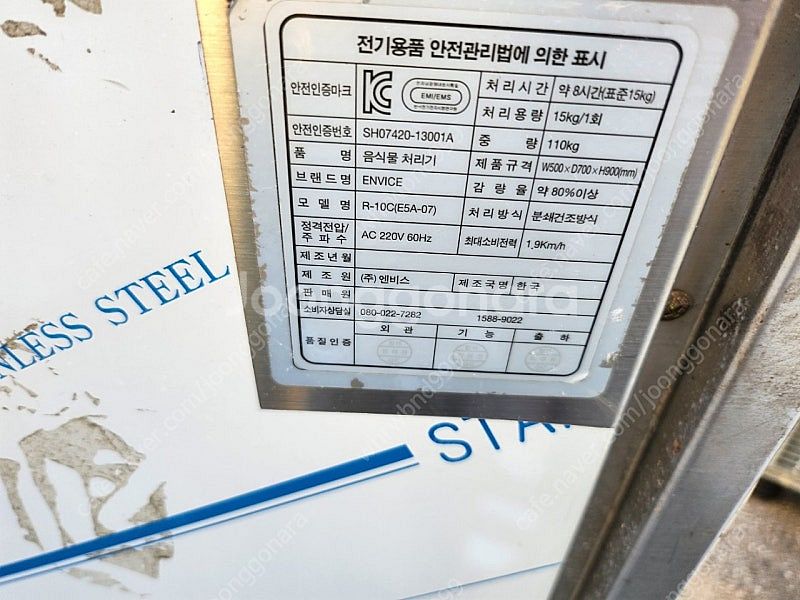 전기용품 안전관리법에 의한 표시
안전인증마크 EMI/EMS 처리시간 약 8시간(표준15kg)
처리용량 15kg/1회
안전인증번호 SH07420-13001A 중량 110kg
품명 음식물 처리기 제품규격 W500×D700×H900(mm)
브랜드명 ENVICE 감량율 약 80%이상
모델명 R-10C(E5A-07) 처리방식 분쇄건조방식
정격전압/주파수 AC 220V 60Hz 최대소비전력 1.9Km/h
제조년월
제조원 (주)엔비스 제조국명 한국
판매원
소비자상담실 080-022-7282 1588-9022
품질인증 외관 기능 출하
NLESS STEEL
STA
Joonggonara